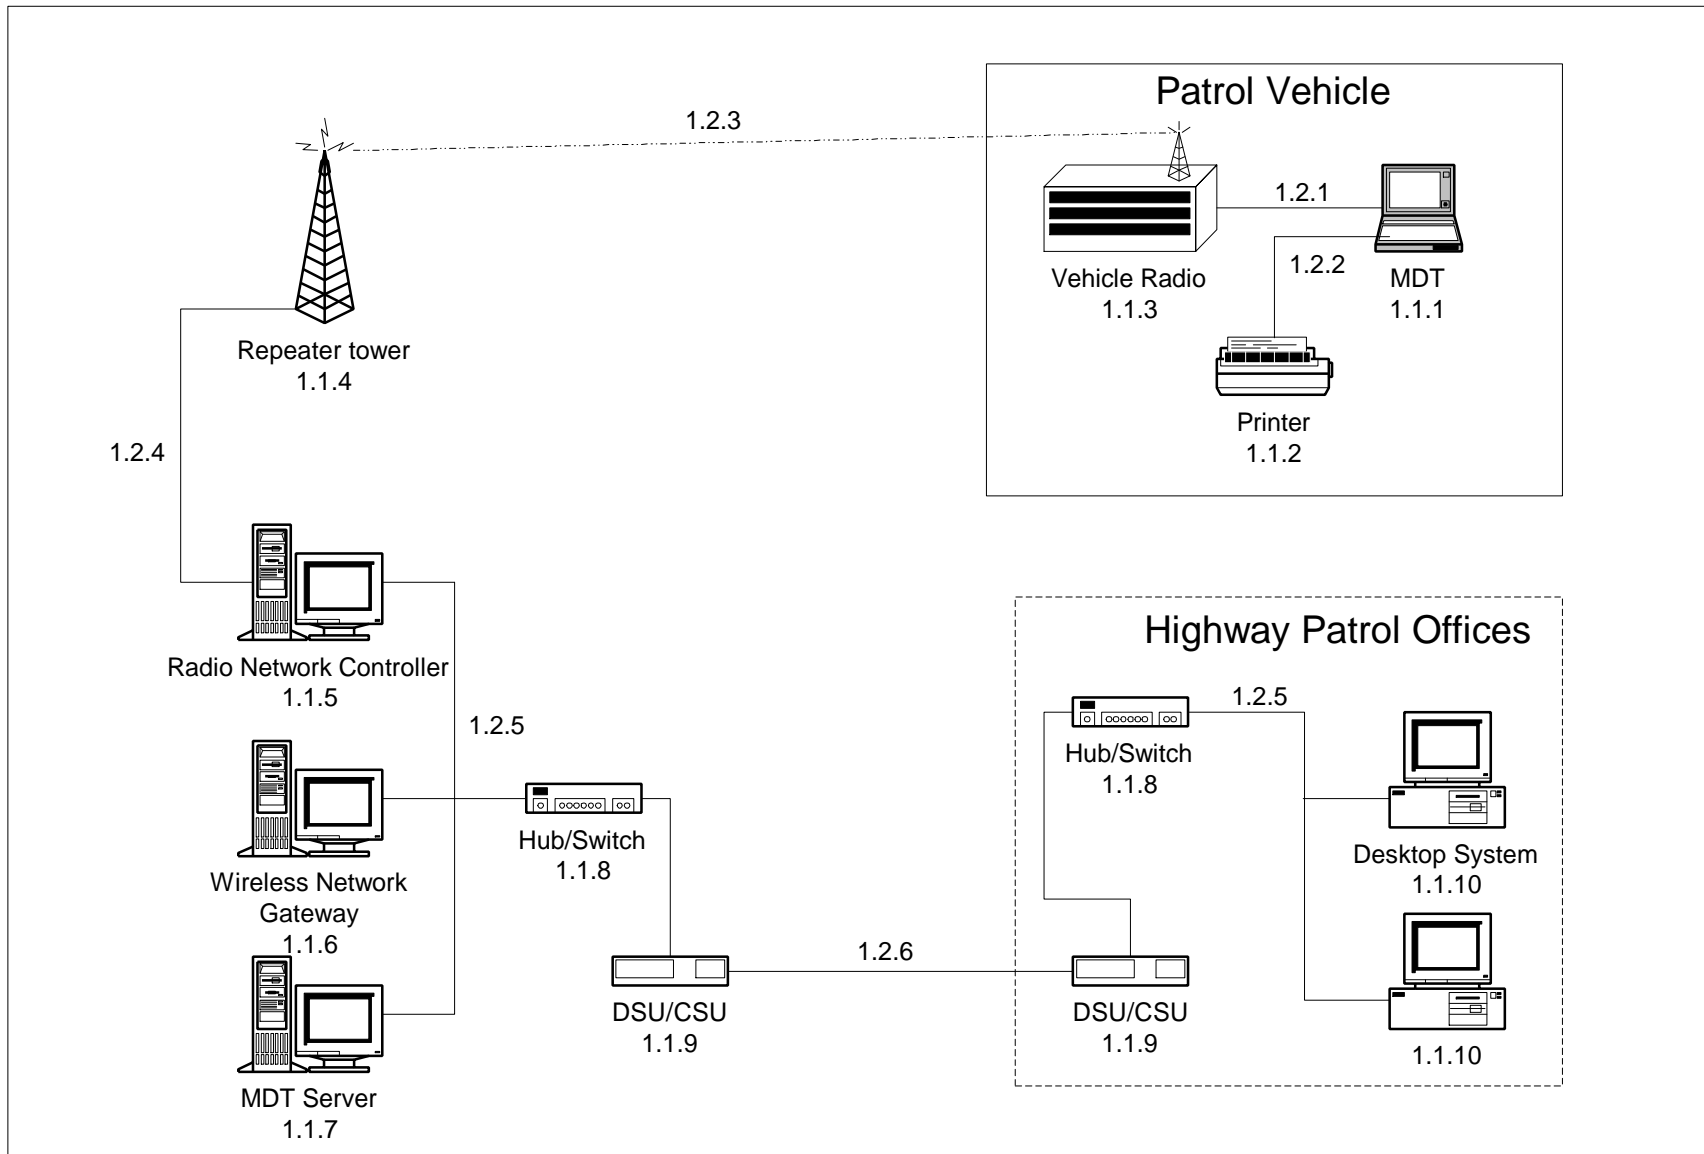 Patrol Vehicle
1.2.3
1.2.1
1.2.2
Vehicle Radio
1.1.3
MDT
1.1.1
Printer
1.1.2
Repeater tower
1.1.4
1.2.4
Radio Network Controller
1.1.5
1.2.5
Wireless Network
Gateway
1.1.6
Hub/Switch
1.1.8
MDT Server
1.1.7
DSU/CSU
1.1.9
1.2.6
Highway Patrol Offices
1.2.5
Hub/Switch
1.1.8
Desktop System
1.1.10
DSU/CSU
1.1.9
1.1.10